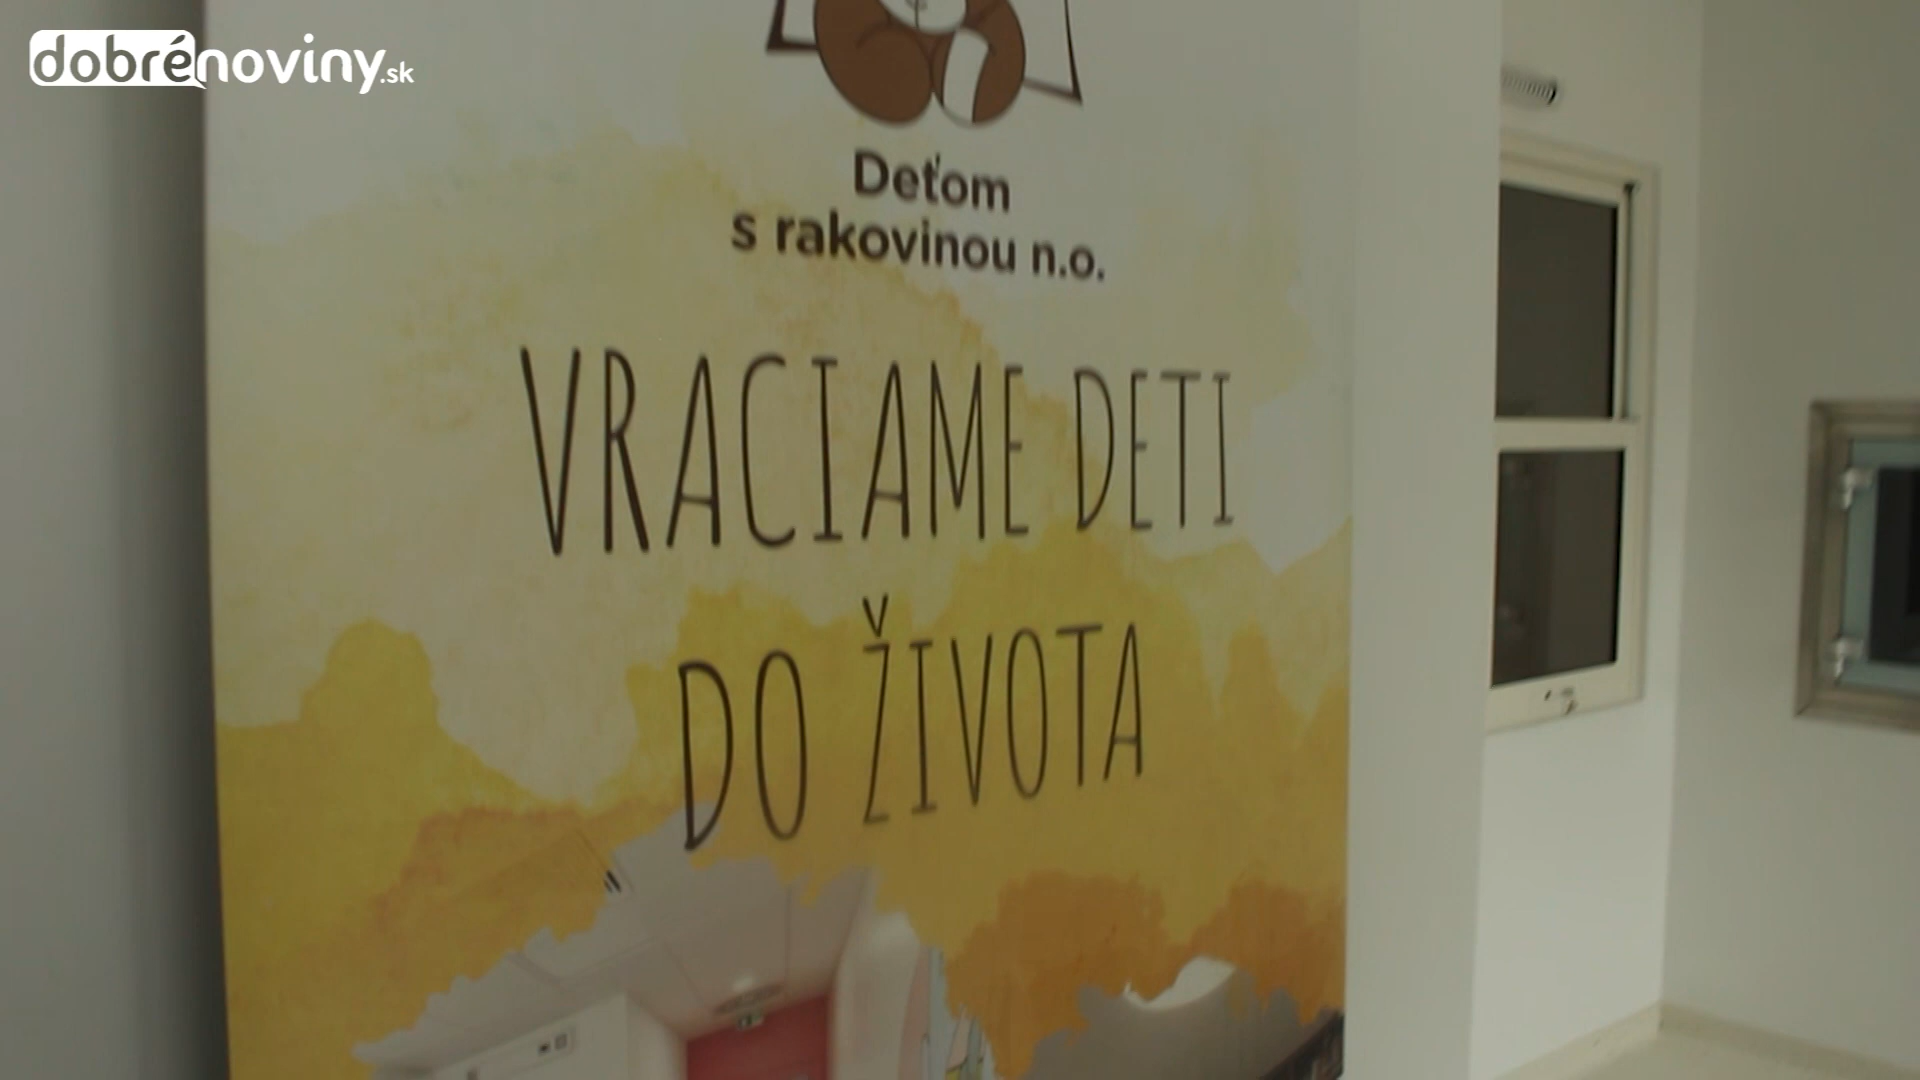 dobrénoviny.sk
Deťom
s rakovinou n.o.
VRACIAME DETI
DO ŽIVOTA